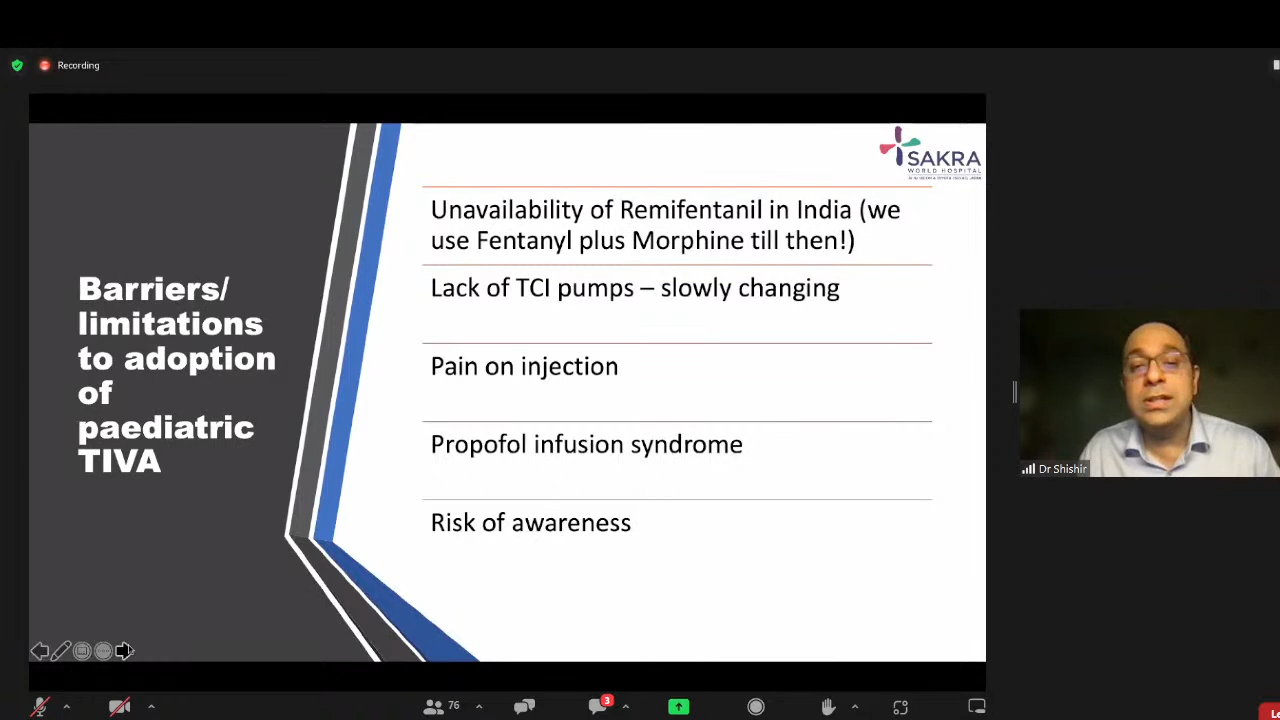 Recording
SAKRA
WORLD HOSPITAL
Barriers/
limitations
to adoption
of
paediatric
TIVA
Unavailability of Remifentanil in India (we
use Fentanyl plus Morphine till then!)
Lack of TCI pumps – slowly changing
Pain on injection
Propofol infusion syndrome
Risk of awareness
Dr Shishir
76
3